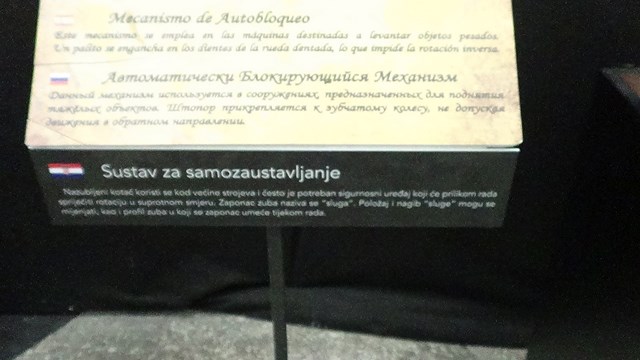 Mecanismo de Autobloqueo
Este mecanismo se emplea en las máquinas destinadas a levantar objetos pesados.
Un palito se engancha en los dientes de la rueda dentada, lo que impide la rotación inversa.
Автоматически Блокирующийся Механизм
Данный механизм используется в сооружениях, предназначенных для поднятия
тяжёлых объектов. Штопор прикрепляется к зубчатому колесу, не допуская
движения в обратном направлении.
Sustav za samozaustavljanje
Nazubljeni kotač koristi se kod većine strojeva i često je potreban sigurnosni uređaj koji će prilikom rada
spriječiti rotaciju u suprotnom smjeru. Zaponac zuba naziva se "sluga". Položaj i nagib "sluge" mogu se
mijenjati, kao i profil zuba u koji se zaponac umeće tijekom rada.